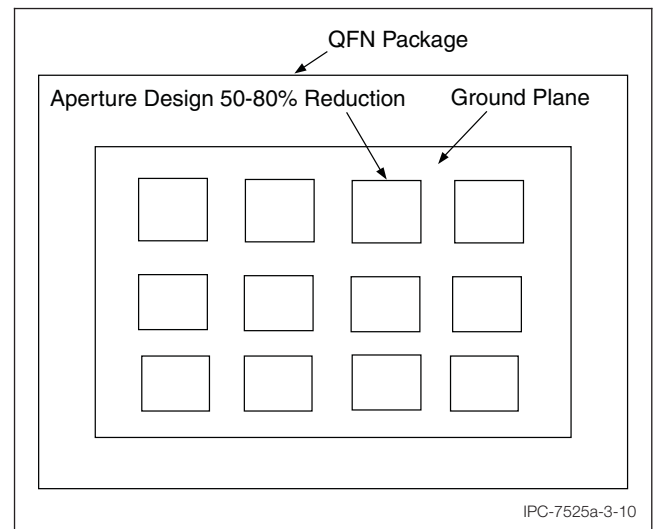 QFN Package
Aperture Design 50-80% Reduction
Ground Plane
IPC-7525a-3-10